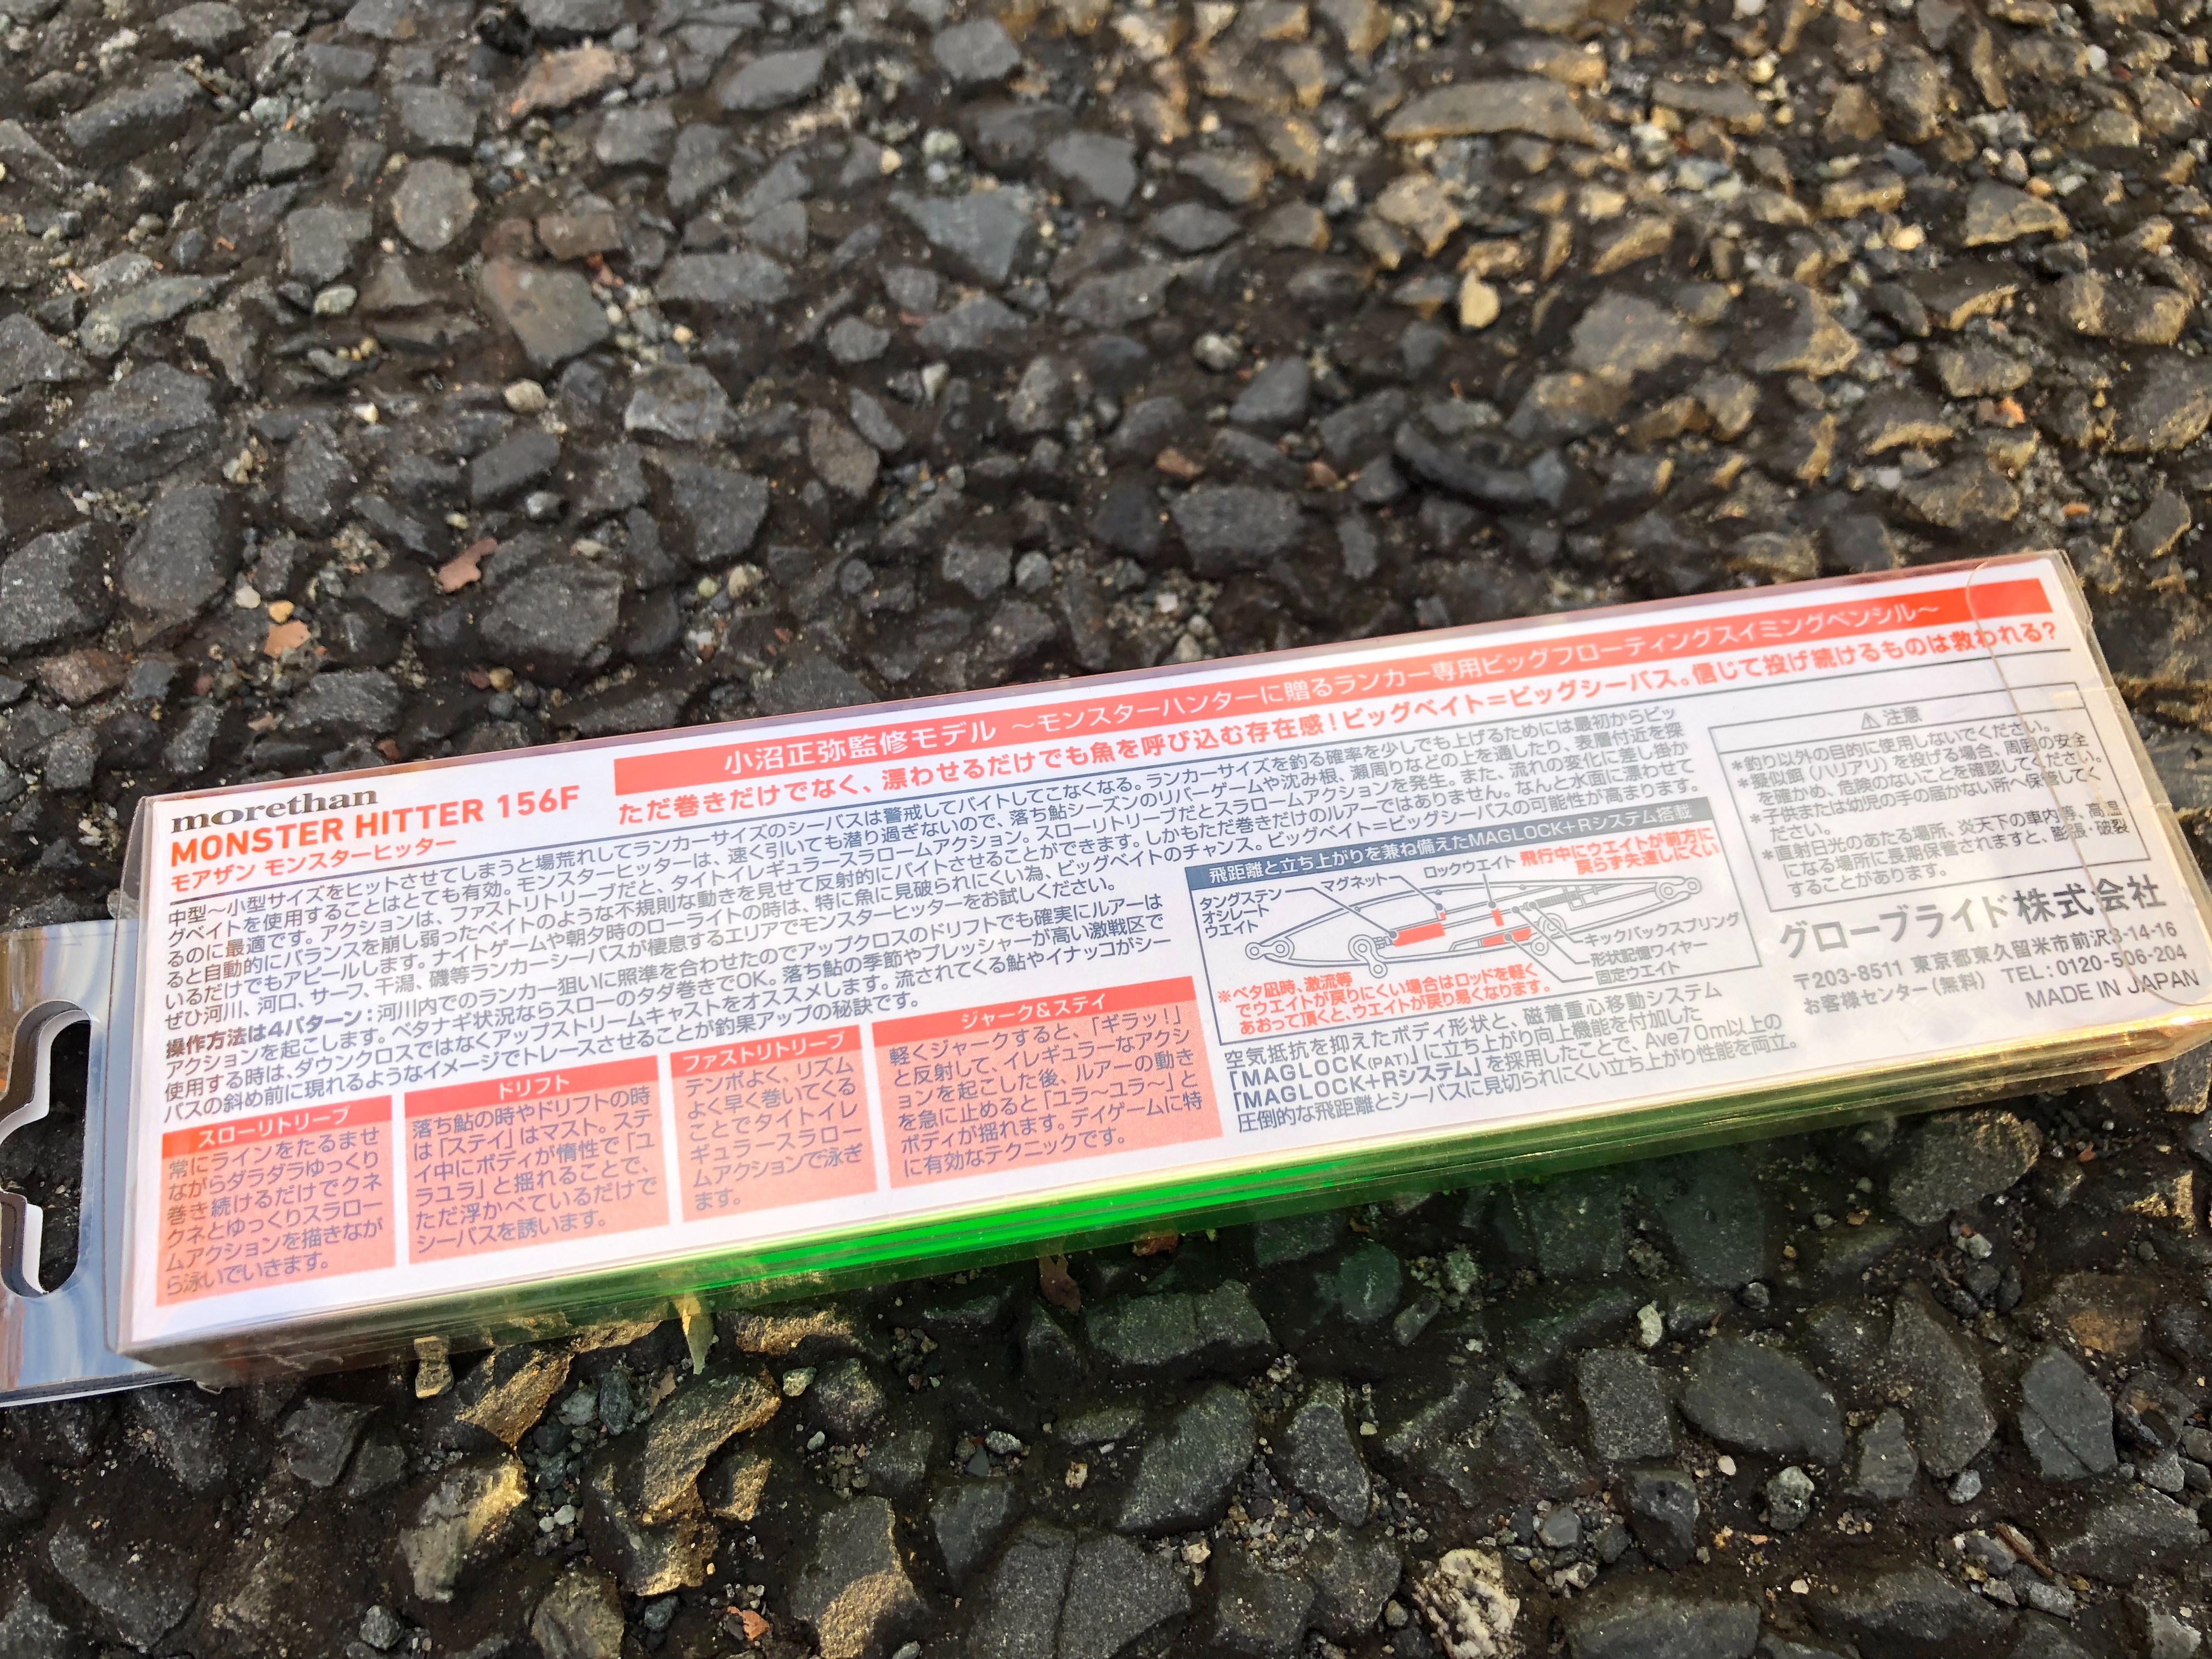 morethan
MONSTER HITTER 156F
モアザン モンスターヒッター
小沼正弥監修モデル ～モンスターハンターに贈るランカー専用ビッグフローティングスイミングペンシル～
ただ巻きだけでなく、漂わせるだけでも魚を呼び込む存在感！ビッグベイト＝ビッグシーバス。信じて投げ続けるものは救われる？
中型～小型サイズをヒットさせてしまうと場荒れしてランカーサイズのシーバスは警戒してバイトしてこなくなる。ランカーサイズを釣る確率を少しでも上げるためには最初からビッ
グベイトを使用することはとても有効。モンスターヒッターは、速く引いても潜り過ぎないので、落ち鮎シーズンのリバーゲームや沈み根、瀬周りなどの上を通したり、表層付近を探
るのに最適です。アクションは、ファストリトリーブだと、タイトイレギュラースラロームアクション。スローリトリーブだとスラロームアクションを発生。また、流れの変化に差し掛か
ると自動的にバランスを崩し弱ったベイトのような不規則な動きを見せて反射的にバイトさせることができます。しかもただ巻きだけのルアーではありません。なんと水面に漂わせて
いるだけでもアピールします。ナイトゲームや朝夕時のローライトの時は、特に魚に見破られにくい為、ビッグベイトのチャンス。ビッグベイト＝ビッグシーバスの可能性が高まります。
ぜひ河川、河口、サーフ、干潟、磯等ランカーシーバスが棲息するエリアでモンスターヒッターをお試しください。
操作方法は4パターン：河川内でのランカー狙いに照準を合わせたのでアップクロスのドリフトでも確実にルアーは
アクションを起こします。ベタナギ状況ならスローのタダ巻きでOK。落ち鮎の季節やプレッシャーが高い激戦区で
使用する時は、ダウンクロスではなくアップストリームキャストをオススメします。流されてくる鮎やイナッコがシー
バスの斜め前に現れるようなイメージでトレースさせることが釣果アップの秘訣です。
スローリトリーブ
常にラインをたるませ
ながらダラダラゆっくり
巻き続けるだけでクネ
クネとゆっくりスラロー
ムアクションを描きなが
ら泳いでいきます。
ドリフト
落ち鮎の時やドリフトの時
は「ステイ」はマスト。ステ
イ中にボディが惰性で「ユ
ラユラ」と揺れることで、
ただ浮かべているだけで
シーバスを誘います。
ファストリトリーブ
テンポよく、リズム
よく早く巻いてくる
ことでタイトイレ
ギュラースラロー
ムアクションで泳ぎ
ます。
ジャーク&ステイ
軽くジャークすると、「ギラッ！」
と反射して、イレギュラーなアクシ
ョンを起こした後、ルアーの動き
を急に止めると「ユラ～ユラ～」と
ボディが揺れます。デイゲームに特
に有効なテクニックです。
飛距離と立ち上がりを兼ね備えたMAGLOCK+Rシステム搭載
タングステン
オシレート
ウエイト
マグネット
ロックウエイト
飛行中にウエイトが前方に
戻らず失速しにくい
キックバックスプリング
形状記憶ワイヤー
固定ウエイト
※ベタ凪時、激流等
でウエイトが戻りにくい場合はロッドを軽く
あおって頂くと、ウエイトが戻り易くなります。
空気抵抗を抑えたボディ形状と、磁着重心移動システム
「MAGLOCK(PAT)」に立ち上がり向上機能を付加した
「MAGLOCK+Rシステム」を採用したことで、Ave70m以上の
圧倒的な飛距離とシーバスに見切られにくい立ち上がり性能を両立。
⚠注意
*釣り以外の目的に使用しないでください。
*擬似餌(ハリアリ)を投げる場合、周囲の安全
を確かめ、危険のないことを確認してください。
*子供または幼児の手の届かない所へ保管してく
ださい。
*直射日光のあたる場所、炎天下の車内等、高温
になる場所に長期保管されますと、膨張・破裂
することがあります。
グローブライド株式会社
〒203-8511 東京都東久留米市前沢3-14-16
お客様センター(無料) TEL：0120-506-204
MADE IN JAPAN